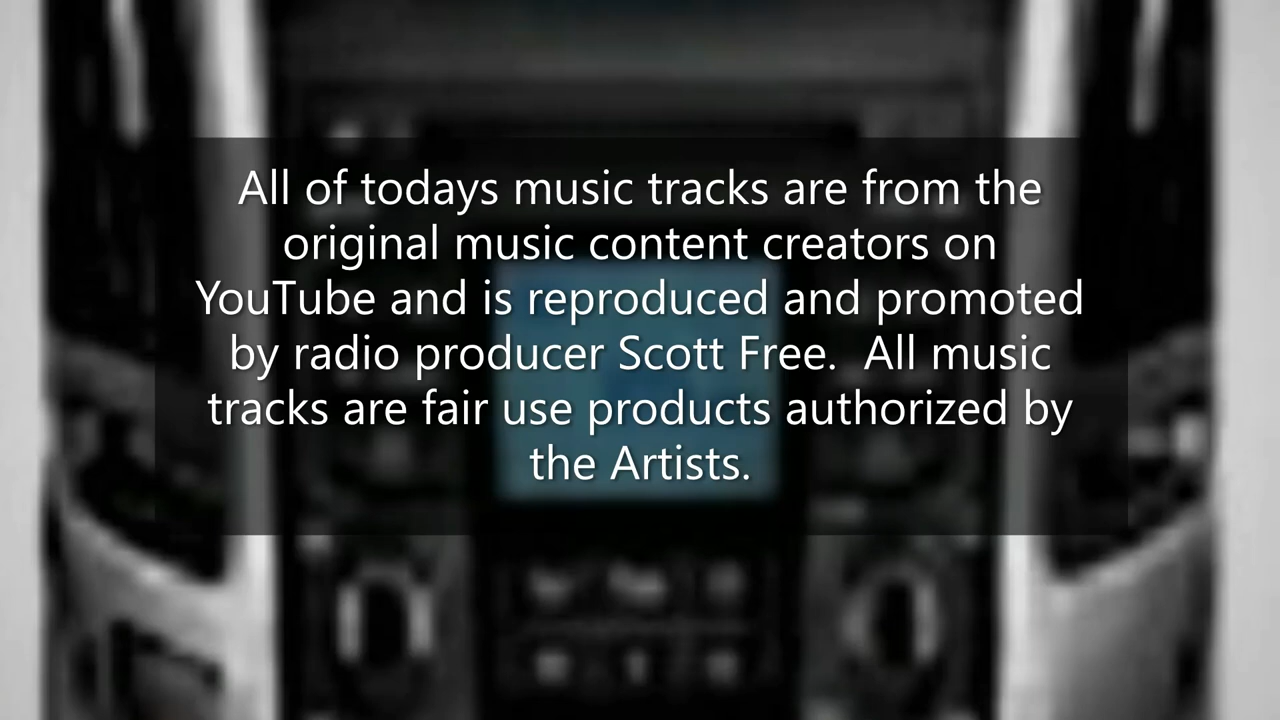 All of todays music tracks are from the
original music content creators on
YouTube and is reproduced and promoted
by radio producer Scott Free.  All music
tracks are fair use products authorized by
the Artists.